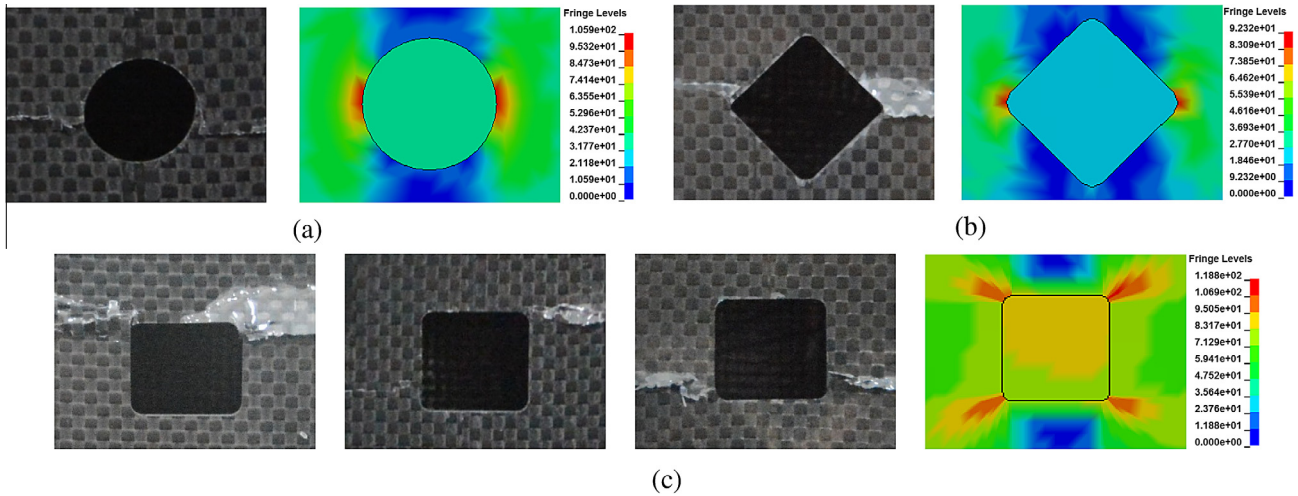 Fringe Levels
1.059e+02
9.532e+01
8.473e+01
7.414e+01
6.355e+01
5.296e+01
4.237e+01
3.177e+01
2.118e+01
1.059e+01
0.000e+00
(a)
Fringe Levels
9.232e+01
8.309e+01
7.385e+01
6.462e+01
5.539e+01
4.616e+01
3.693e+01
2.770e+01
1.846e+01
9.232e+00
0.000e+00
(b)
Fringe Levels
1.188e+02
1.069e+02
9.505e+01
8.317e+01
7.129e+01
5.941e+01
4.752e+01
3.564e+01
2.376e+01
1.188e+01
0.000e+00
(c)